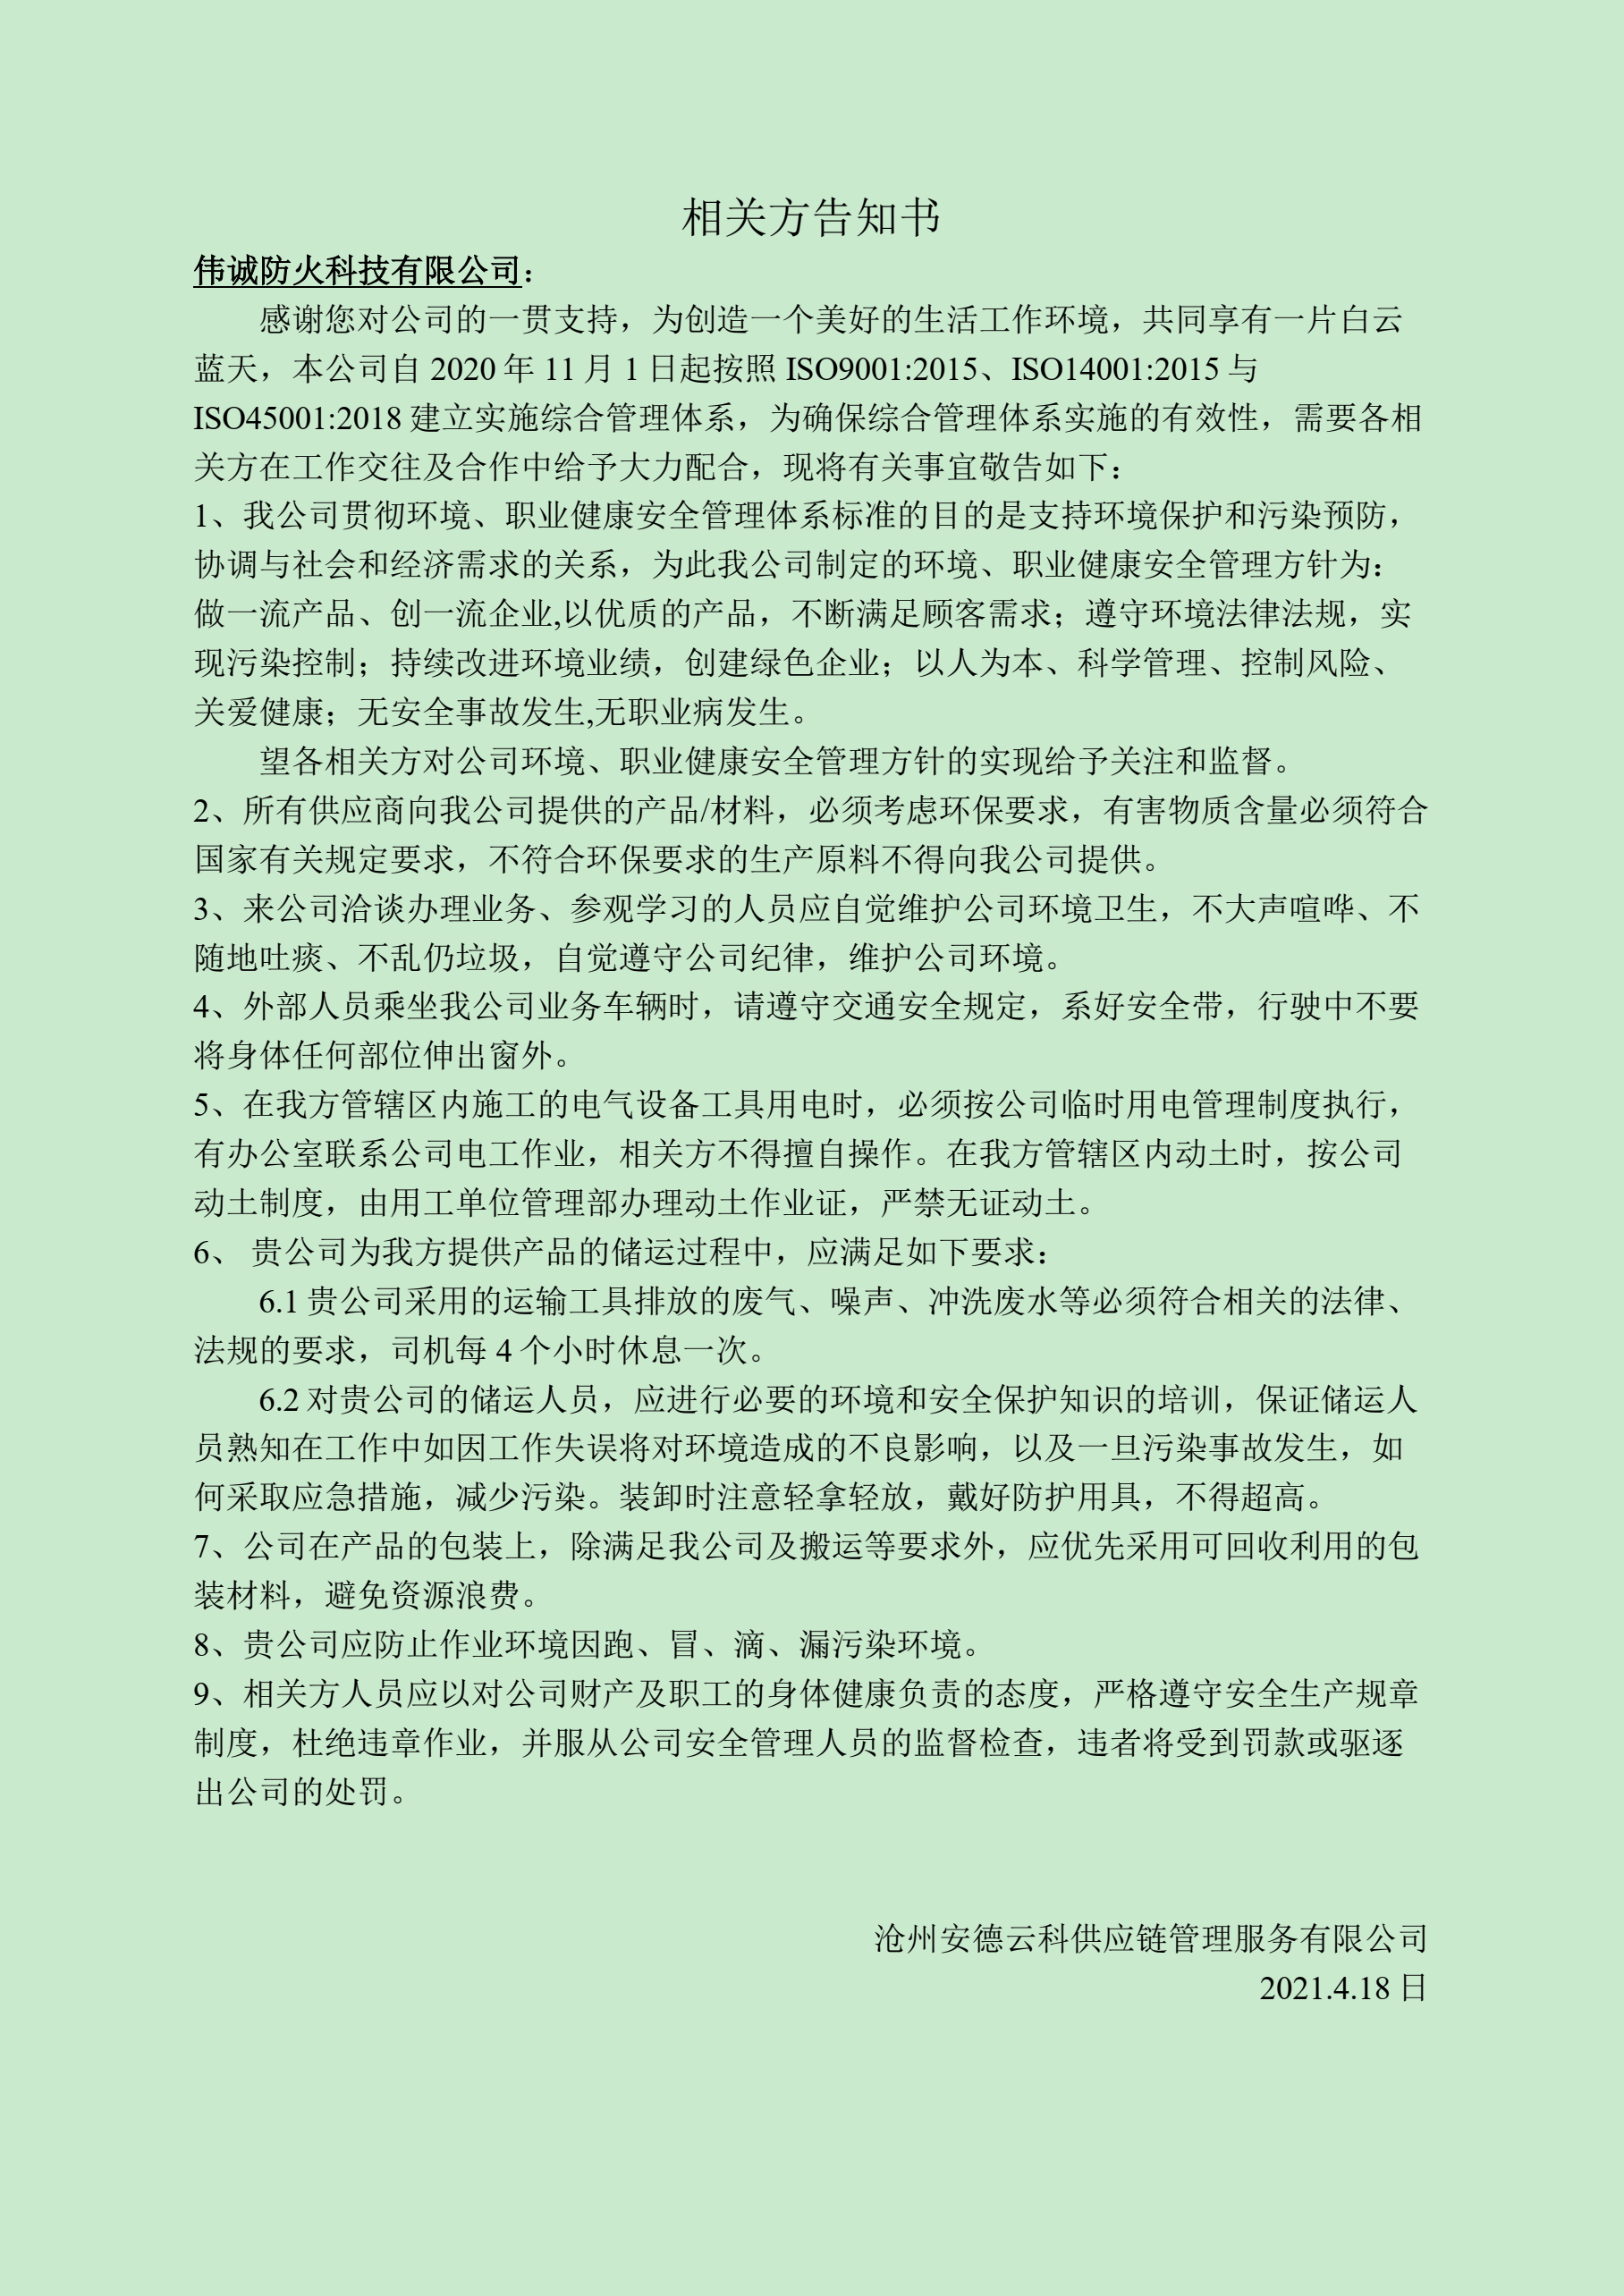 相关方告知书
伟诚防火科技有限公司：
感谢您对公司的一贯支持，为创造一个美好的生活工作环境，共同享有一片白云
蓝天，本公司自 2020 年 11 月 1 日起按照 ISO9001:2015、ISO14001:2015 与
ISO45001:2018 建立实施综合管理体系，为确保综合管理体系实施的有效性，需要各相
关方在工作交往及合作中给予大力配合，现将有关事宜敬告如下：
1、我公司贯彻环境、职业健康安全管理体系标准的目的是支持环境保护和污染预防，
协调与社会和经济需求的关系，为此我公司制定的环境、职业健康安全管理方针为：
做一流产品、创一流企业,以优质的产品，不断满足顾客需求；遵守环境法律法规，实
现污染控制；持续改进环境业绩，创建绿色企业；以人为本、科学管理、控制风险、
关爱健康；无安全事故发生,无职业病发生。
望各相关方对公司环境、职业健康安全管理方针的实现给予关注和监督。
2、所有供应商向我公司提供的产品/材料，必须考虑环保要求，有害物质含量必须符合
国家有关规定要求，不符合环保要求的生产原料不得向我公司提供。
3、来公司洽谈办理业务、参观学习的人员应自觉维护公司环境卫生，不大声喧哗、不
随地吐痰、不乱仍垃圾，自觉遵守公司纪律，维护公司环境。
4、外部人员乘坐我公司业务车辆时，请遵守交通安全规定，系好安全带，行驶中不要
将身体任何部位伸出窗外。
5、在我方管辖区内施工的电气设备工具用电时，必须按公司临时用电管理制度执行，
有办公室联系公司电工作业，相关方不得擅自操作。在我方管辖区内动土时，按公司
动土制度，由用工单位管理部办理动土作业证，严禁无证动土。
6、 贵公司为我方提供产品的储运过程中，应满足如下要求：
6.1 贵公司采用的运输工具排放的废气、噪声、冲洗废水等必须符合相关的法律、
法规的要求，司机每 4 个小时休息一次。
6.2 对贵公司的储运人员，应进行必要的环境和安全保护知识的培训，保证储运人
员熟知在工作中如因工作失误将对环境造成的不良影响，以及一旦污染事故发生，如
何采取应急措施，减少污染。装卸时注意轻拿轻放，戴好防护用具，不得超高。
7、公司在产品的包装上，除满足我公司及搬运等要求外，应优先采用可回收利用的包
装材料，避免资源浪费。
8、贵公司应防止作业环境因跑、冒、滴、漏污染环境。
9、相关方人员应以对公司财产及职工的身体健康负责的态度，严格遵守安全生产规章
制度，杜绝违章作业，并服从公司安全管理人员的监督检查，违者将受到罚款或驱逐
出公司的处罚。
沧州安德云科供应链管理服务有限公司
2021.4.18 日